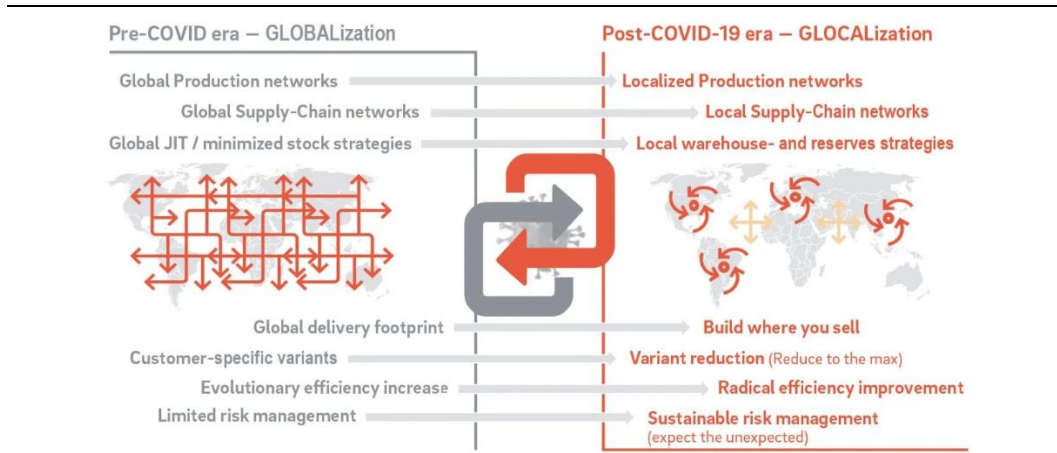 Pre-COVID era — GLOBALization
Post-COVID-19 era — GLOCALization
Global Production networks
Localized Production networks
Global Supply-Chain networks
Local Supply-Chain networks
Global JIT / minimized stock strategies
Local warehouse- and reserves strategies
Global delivery footprint
Build where you sell
Customer-specific variants
Variant reduction (Reduce to the max)
Evolutionary efficiency increase
Radical efficiency improvement
Limited risk management
Sustainable risk management
(expect the unexpected)